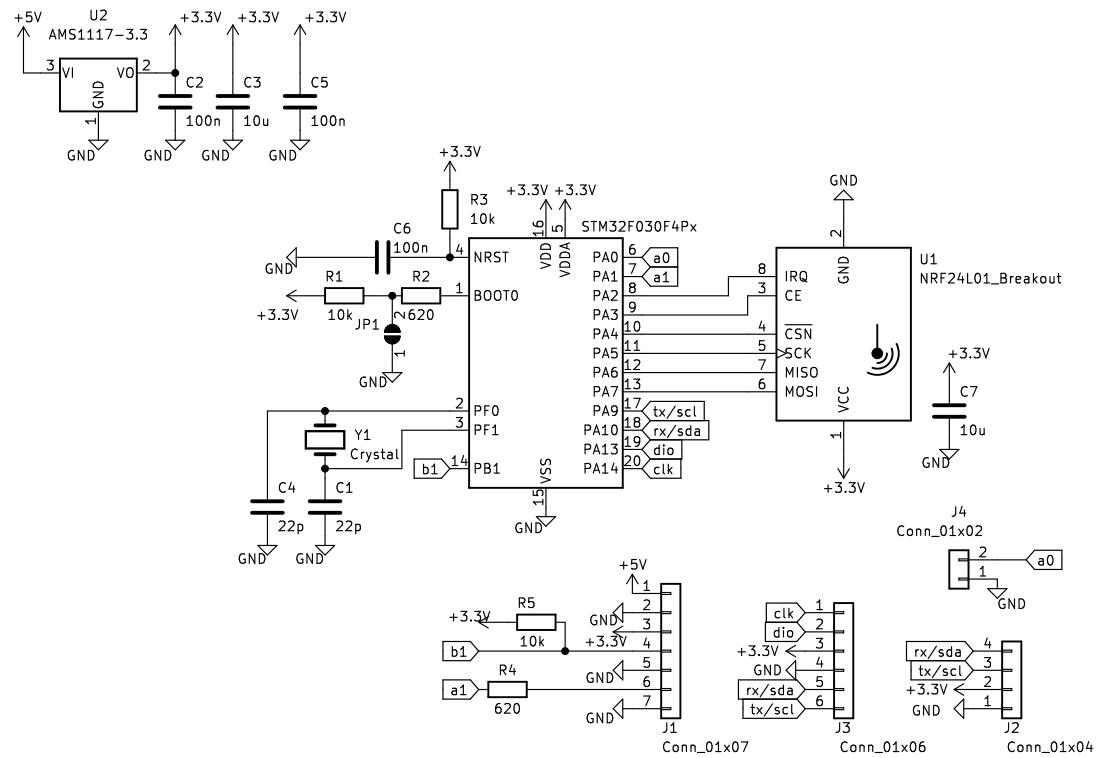 +5V
U2
AMS1117-3.3
3 VI VO 2
GND
1
GND
+3.3V
C2
100n
GND
+3.3V
C3
10u
GND
+3.3V
C5
100n
GND
+3.3V
R3
10k
C6
100n
GND
R1
10k
+3.3V
R2
620
JP1
2
1
GND
+3.3V +3.3V
16 5
VDD VDDA
STM32F030F4Px
4 NRST
1 BOOT0
2 PF0
3 PF1
b1 14 PB1
PA0 6 a0
PA1 7 a1
PA2 8
PA3 9
PA4 10
PA5 11
PA6 12
PA7 13
PA9 17 tx/scl
PA10 18 rx/sda
PA13 19 dio
PA14 20 clk
VSS
15
GND
Y1
Crystal
C4
22p
GND
C1
22p
GND
GND
2
GND
U1
NRF24L01_Breakout
8 IRQ
3 CE
4 CSN
5 SCK
7 MISO
6 MOSI
VCC
1
+3.3V
+3.3V
C7
10u
GND
J4
Conn_01x02
2 a0
1
GND
+5V
1
GND 2
+3.3V 3
+3.3V
R5
10k
b1 4
GND 5
a1
R4
620
6
GND 7
J1
Conn_01x07
clk 1
dio 2
+3.3V 3
GND 4
rx/sda 5
tx/scl 6
J3
Conn_01x06
rx/sda 4
tx/scl 3
+3.3V 2
GND 1
J2
Conn_01x04